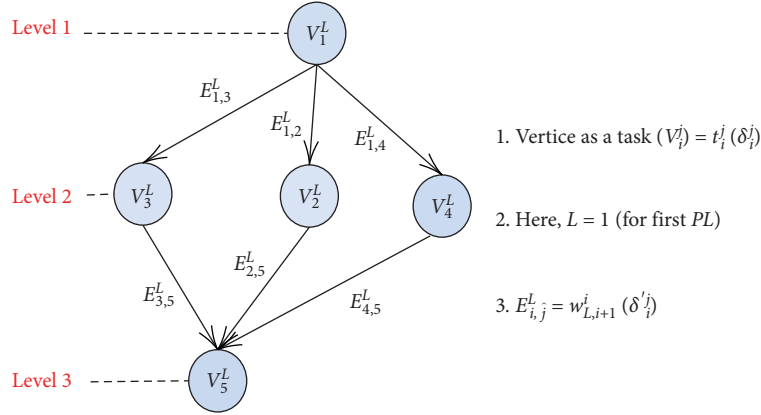 Level 1
V_1^L
E_{1,3}^L
E_{1,2}^L
E_{1,4}^L
1. Vertice as a task (V_i^j) = t_i^j (δ_i^j)
Level 2
V_3^L
V_2^L
V_4^L
2. Here, L = 1 (for first PL)
E_{3,5}^L
E_{2,5}^L
E_{4,5}^L
3. E_{i, ĵ}^L = w_{L,i+1}^i (δ'_i^j)
Level 3
V_5^L